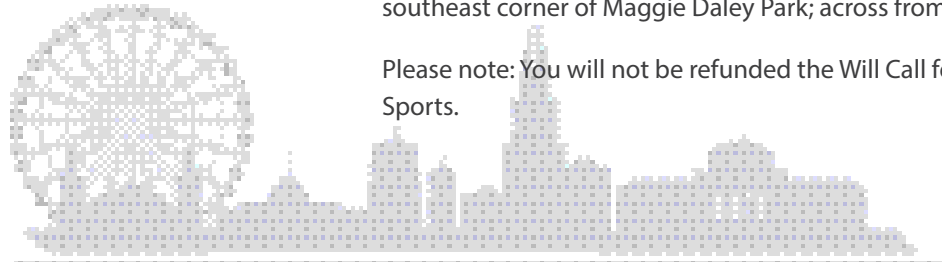 southeast corner of Maggie Daley Park; across from
Please note: You will not be refunded the Will Call
Sports.